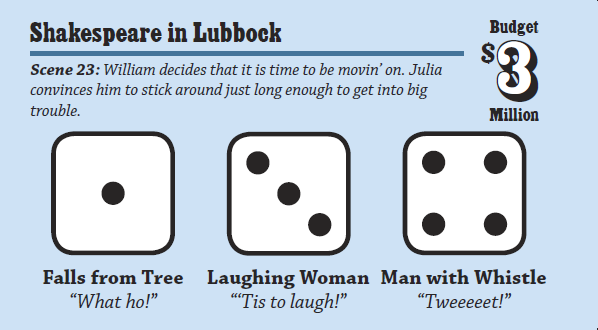 Shakespeare in Lubbock
Budget
$3
Million
Scene 23: William decides that it is time to be movin’ on. Julia
convinces him to stick around just long enough to get into big
trouble.
Falls from Tree
“What ho!”
Laughing Woman
“‘Tis to laugh!”
Man with Whistle
“Tweeeeet!”